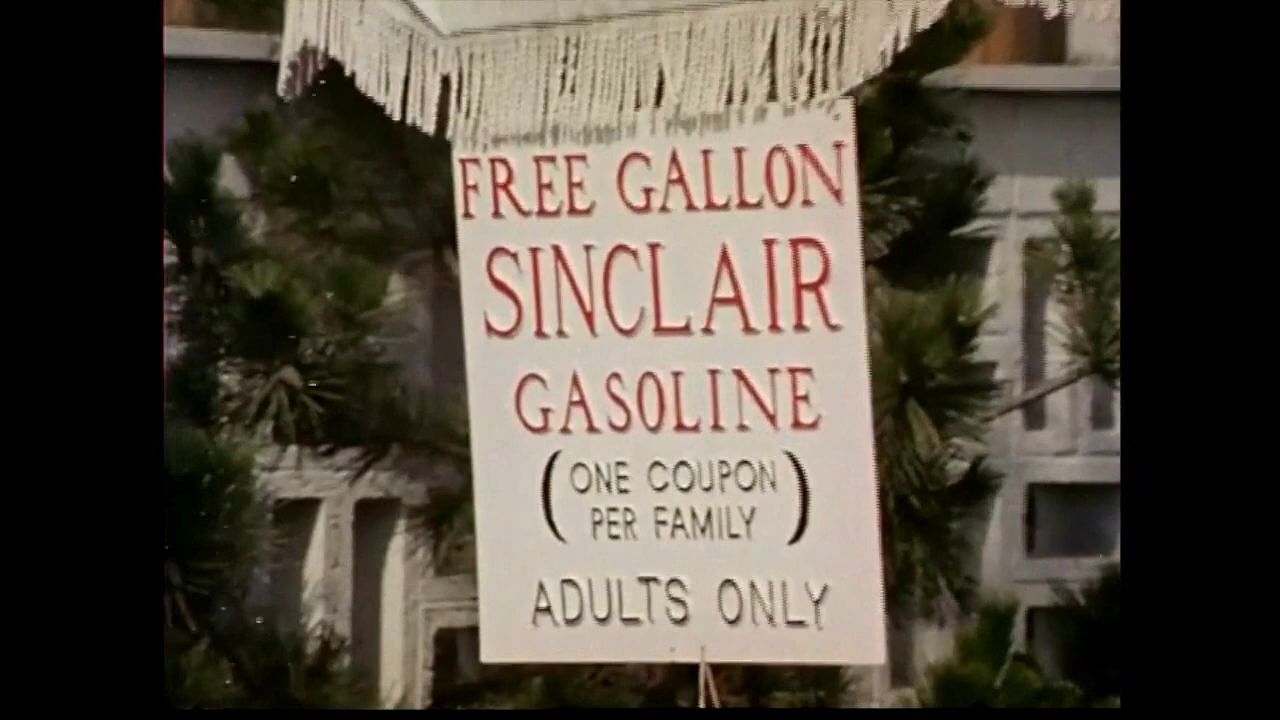 FREE GALLON
SINCLAIR
GASOLINE
(ONE COUPON
PER FAMILY)
ADULTS ONLY